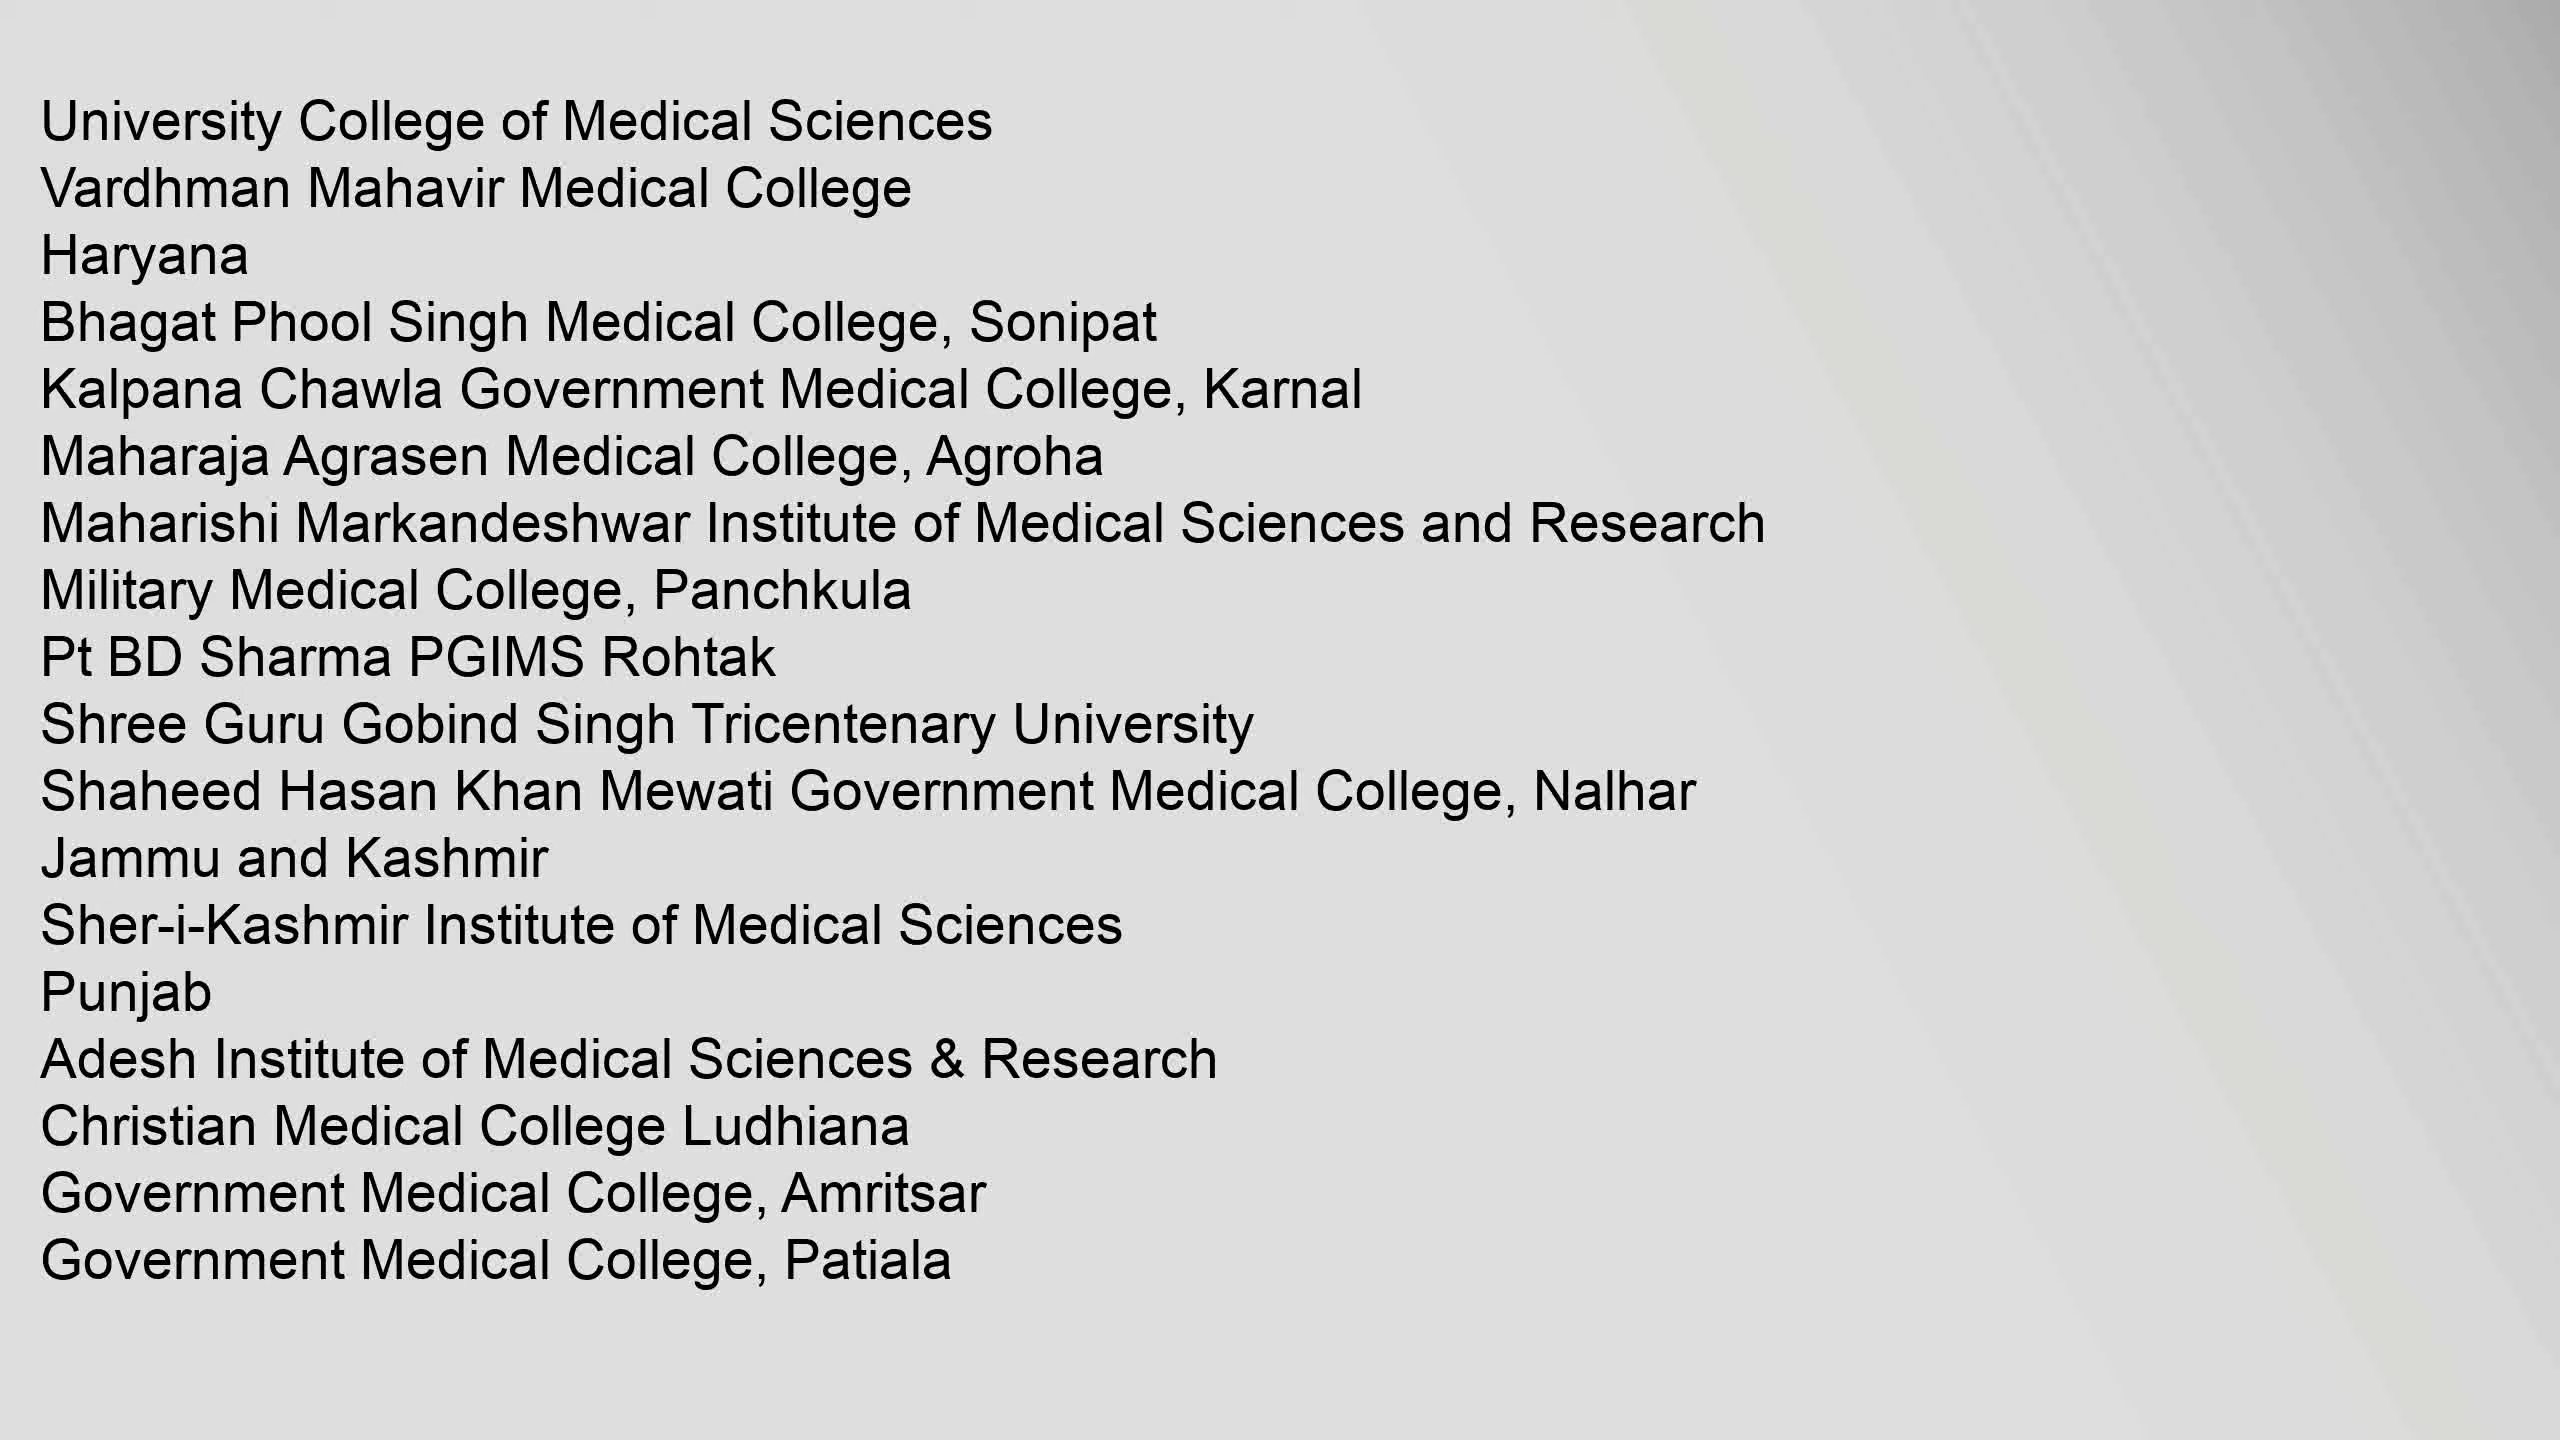 University College of Medical Sciences
Vardhman Mahavir Medical College
Haryana
Bhagat Phool Singh Medical College, Sonipat
Kalpana Chawla Government Medical College, Karnal
Maharaja Agrasen Medical College, Agroha
Maharishi Markandeshwar Institute of Medical Sciences and Research
Military Medical College, Panchkula
Pt BD Sharma PGIMS Rohtak
Shree Guru Gobind Singh Tricentenary University
Shaheed Hasan Khan Mewati Government Medical College, Nalhar
Jammu and Kashmir
Sher-i-Kashmir Institute of Medical Sciences
Punjab
Adesh Institute of Medical Sciences & Research
Christian Medical College Ludhiana
Government Medical College, Amritsar
Government Medical College, Patiala